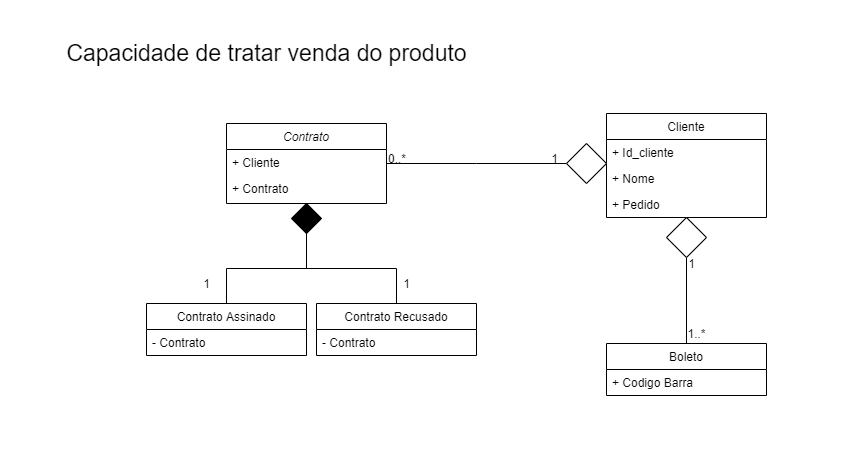 Capacidade de tratar venda do produto
Contrato
+ Cliente
+ Contrato
0..*
1
Cliente
+ Id_cliente
+ Nome
+ Pedido
1
1
1
Contrato Assinado
- Contrato
Contrato Recusado
- Contrato
1..*
Boleto
+ Codigo Barra